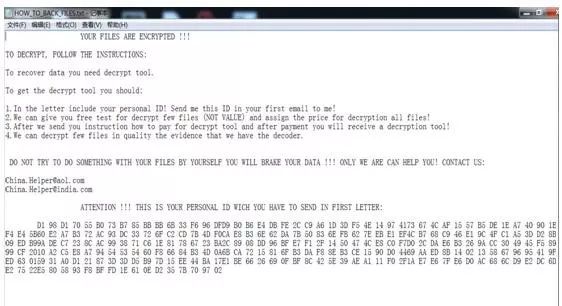 HOW_TO_BACK_FILES.txt - 记事本
文件(F) 编辑(E) 格式(O) 查看(V) 帮助(H)
YOUR FILES ARE ENCRYPTED !!!
TO DECRYPT, FOLLOW THE INSTRUCTIONS:
To recover data you need decrypt tool.
To get the decrypt tool you should:
1.In the letter include your personal ID! Send me this ID in your first email to me!
2.We can give you free test for decrypt few files (NOT VALUE) and assign the price for decryption all files!
3.After we send you instruction how to pay for decrypt tool and after payment you will receive a decryption tool!
4.We can decrypt few files in quality the evidence that we have the decoder.
DO NOT TRY TO DO SOMETHING WITH YOUR FILES BY YOURSELF YOU WILL BRAKE YOUR DATA !!! ONLY WE ARE CAN HELP YOU! CONTACT US:
China.Helper@aol.com
China.Helper@india.com
ATTENTION !!! THIS IS YOUR PERSONAL ID WICH YOU HAVE TO SEND IN FIRST LETTER:
D1 98 D1 70 55 B0 73 B7 85 BB BB 6B 33 F6 96 DFD9 B0 B6 E4 DB FE 2C C9 A6 1D 3D F5 4E 14 97 4173 67 4C AF 15 57 B5 DE 1E A7 40 90 1E
F4 E4 5B60 E2 A7 B3 72 AC 93 DC 33 72 6F C2 CD 7B 4D F0CA E8 B3 6E 62 DA 7B 50 83 6E FB 62 7E EB E1 EF4C B7 68 C9 46 E1 9C 4F C1 A5 3D D2 8B
09 ED B99A DE C7 23 8C AC 99 38 71 C6 1E 81 78 67 23 BA2C 89 08 DD 96 BF E7 F1 2F 14 50 47 4C E8 C0 F7D0 2C DA E6 B3 26 9A CC 30 49 45 F5 89
99 CF 2010 A2 C5 E8 A7 94 54 53 54 60 F8 66 84 B3 4D 0A6B CA 72 15 81 6F B3 DA F8 8E B3 CE 15 90 D0 4469 AA ED 8B 14 02 13 58 67 96 95 41 9F
ED 63 0159 31 A0 D1 21 87 3D 3D D5 B9 7D 15 EE 44 BA 17E1 BE 66 26 69 0F BF 8C 42 5E 39 AE A1 11 F0 2F1A E7 E6 7F E6 D0 AC 68 6C D9 E2 DC 6D
E2 75 22E5 80 58 93 F8 BF FD 1E 61 0E D2 35 7B 70 97 02